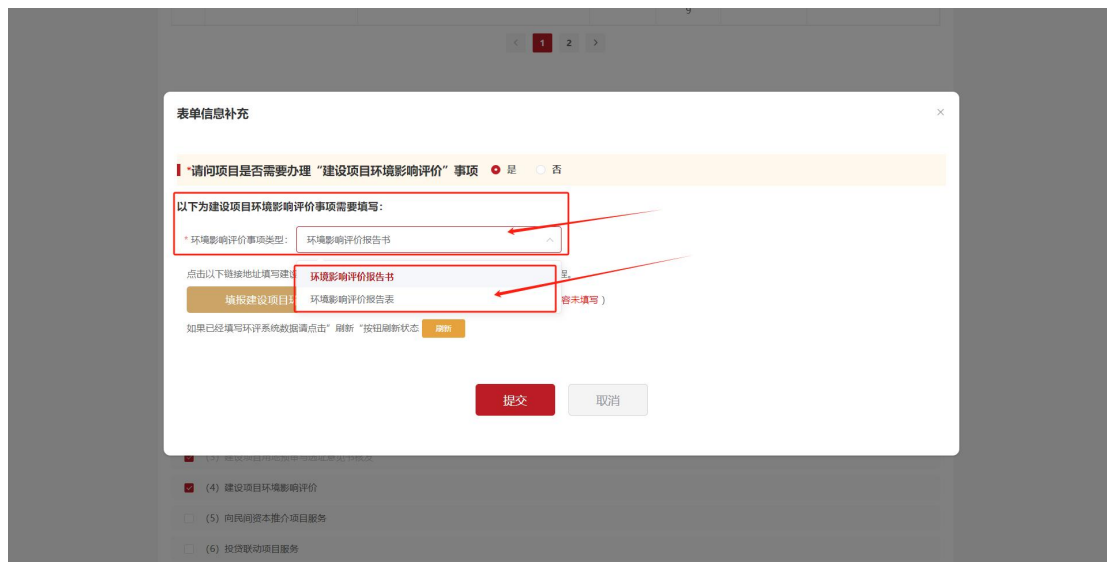 9
< 1 2 >
表单信息补充 ×
*请问项目是否需要办理“建设项目环境影响评价”事项 是 否
以下为建设项目环境影响评价事项需要填写：
* 环境影响评价事项类型： 环境影响评价报告书
点击以下链接地址填写建设
环境影响评价报告书
程。
填报建设项目环
环境影响评价报告表
容未填写 )
如果已经填写环评系统数据请点击”刷新“按钮刷新状态 刷新
提交 取消
(4) 建设项目环境影响评价
(5) 向民间资本推介项目服务
(6) 投贷联动项目服务